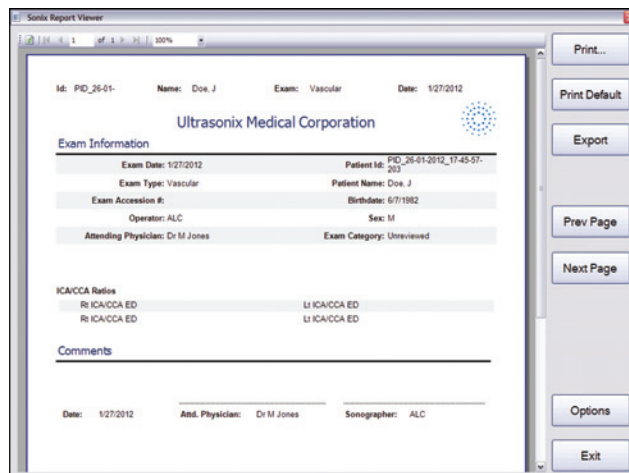 Sonix Report Viewer
1 of 1 100%
Print...
Print Default
Export
Prev Page
Next Page
Options
Exit
Id: PID_26-01- Name: Doe, J Exam: Vascular Date: 1/27/2012
Ultrasonix Medical Corporation
Exam Information
Exam Date: 1/27/2012 Patient Id: PID_26-01-2012_17-45-57-
203
Exam Type: Vascular Patient Name: Doe, J
Exam Accession #: Birthdate: 6/7/1982
Operator: ALC Sex: M
Attending Physician: Dr M Jones Exam Category: Unreviewed
ICA/CCA Ratios
Rt ICA/CCA ED Lt ICA/CCA ED
Rt ICA/CCA ED Lt ICA/CCA ED
Comments
Date: 1/27/2012 Attd. Physician: Dr M Jones Sonographer: ALC